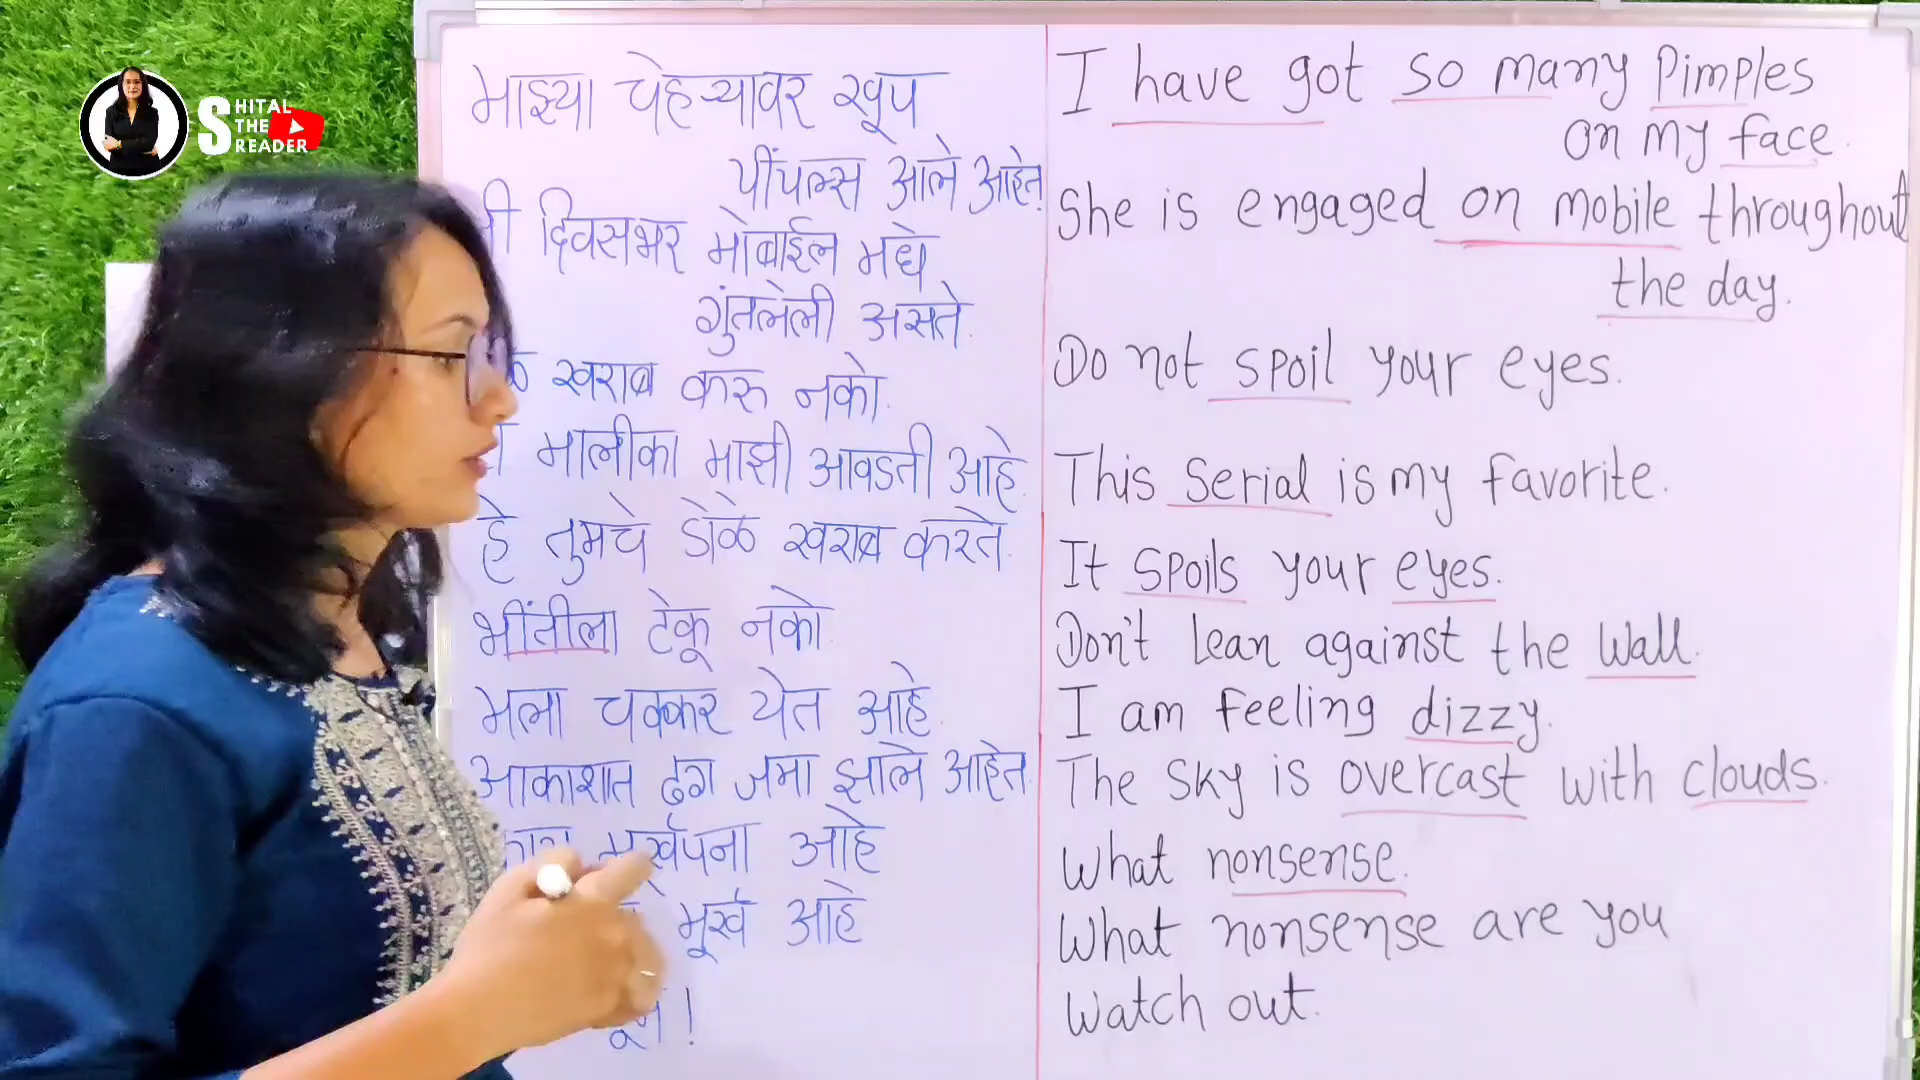 SHITAL
THE
READER
माझ्या चेहऱ्यावर खूप
पींपल्स आले आहेत.
दिवसभर मोबाईल मधे
गुंतलेली असते.
खराब करू नको.
मालीका माझी आवडती आहे.
हे तुमचे डोळे खराब करते.
भींतीला टेकू नको.
मला चक्कर येत आहे.
आकाशात ढग जमा झाले आहेत.
मूर्खपना आहे
मूर्ख आहे
!
I have got so many Pimples
on my face.
She is engaged on mobile throughout
the day.
Do not spoil your eyes.
This Serial is my favorite.
It spoils your eyes.
Don't lean against the wall.
I am feeling dizzy.
The sky is overcast with clouds.
What nonsense.
What nonsense are you
Watch out.